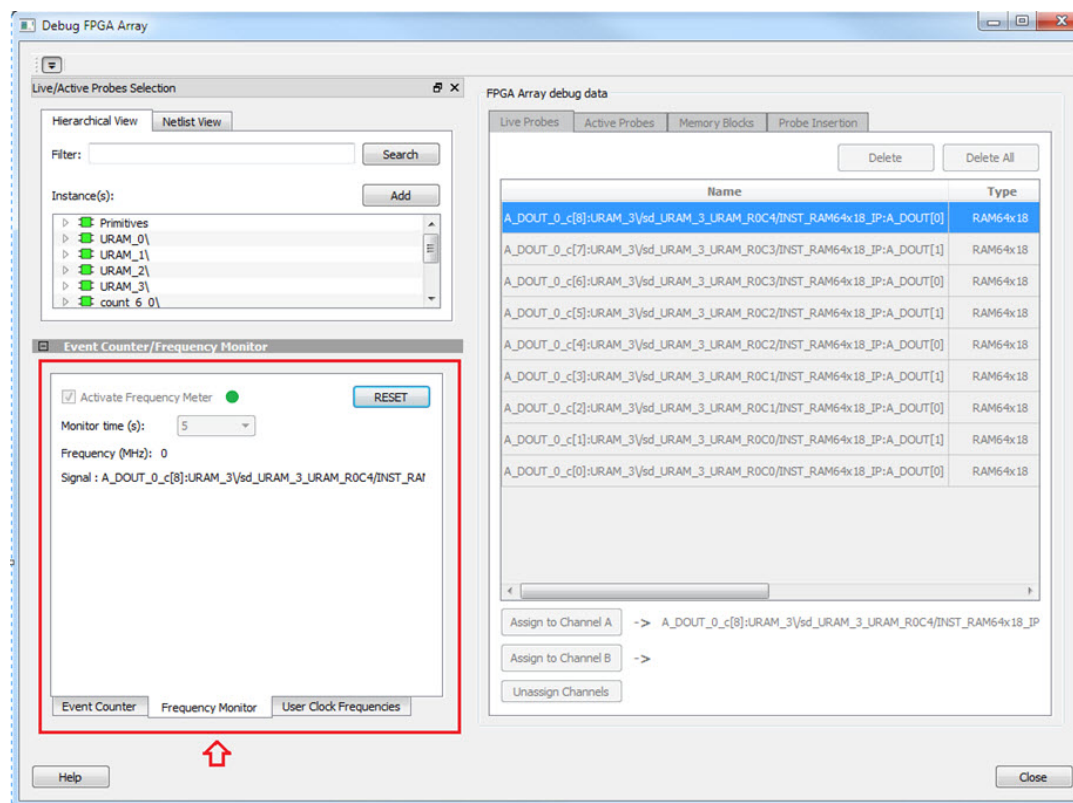 Debug FPGA Array
Live/Active Probes Selection
Hierarchical View Netlist View
Filter: Search
Instance(s): Add
Primitives
URAM_0\
URAM_1\
URAM_2\
URAM_3\
count_6_0\
Event Counter/Frequency Monitor
Activate Frequency Meter RESET
Monitor time (s): 5
Frequency (MHz): 0
Signal : A_DOUT_0_c[8]:URAM_3\/sd_URAM_3_URAM_R0C4/INST_RAM
Event Counter Frequency Monitor User Clock Frequencies
Help
FPGA Array debug data
Live Probes Active Probes Memory Blocks Probe Insertion
Delete Delete All
Name Type
A_DOUT_0_c[8]:URAM_3\/sd_URAM_3_URAM_R0C4/INST_RAM64x18_IP:A_DOUT[0] RAM64x18
A_DOUT_0_c[7]:URAM_3\/sd_URAM_3_URAM_R0C3/INST_RAM64x18_IP:A_DOUT[1] RAM64x18
A_DOUT_0_c[6]:URAM_3\/sd_URAM_3_URAM_R0C3/INST_RAM64x18_IP:A_DOUT[0] RAM64x18
A_DOUT_0_c[5]:URAM_3\/sd_URAM_3_URAM_R0C2/INST_RAM64x18_IP:A_DOUT[1] RAM64x18
A_DOUT_0_c[4]:URAM_3\/sd_URAM_3_URAM_R0C2/INST_RAM64x18_IP:A_DOUT[0] RAM64x18
A_DOUT_0_c[3]:URAM_3\/sd_URAM_3_URAM_R0C1/INST_RAM64x18_IP:A_DOUT[1] RAM64x18
A_DOUT_0_c[2]:URAM_3\/sd_URAM_3_URAM_R0C1/INST_RAM64x18_IP:A_DOUT[0] RAM64x18
A_DOUT_0_c[1]:URAM_3\/sd_URAM_3_URAM_R0C0/INST_RAM64x18_IP:A_DOUT[1] RAM64x18
A_DOUT_0_c[0]:URAM_3\/sd_URAM_3_URAM_R0C0/INST_RAM64x18_IP:A_DOUT[0] RAM64x18
Assign to Channel A -> A_DOUT_0_c[8]:URAM_3\/sd_URAM_3_URAM_R0C4/INST_RAM64x18_IP
Assign to Channel B ->
Unassign Channels
Close